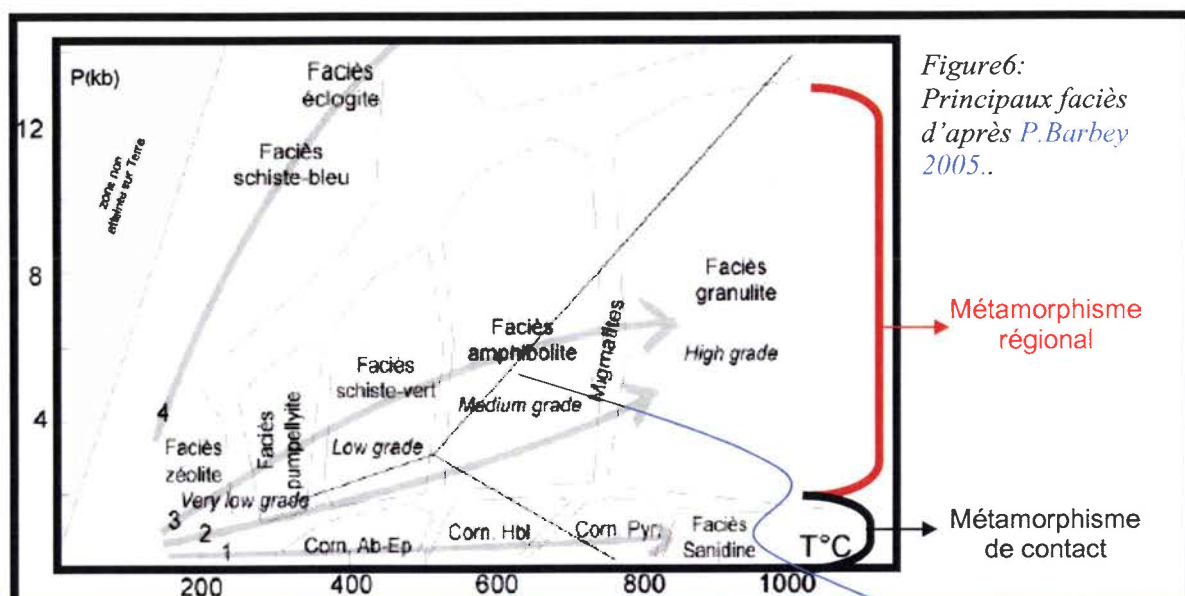 P(kb)
12
8
4
zone non
atteinte sur Terre
Faciès
éclogite
Faciès
schiste-bleu
Faciès
granulite
High grade
Migmatites
Faciès
amphibolite
Medium grade
Faciès
schiste-vert
Low grade
Faciès
pumpellyite
Faciès
zéolite
Very low grade
4
3
2
1
Corn, Ab-Ep
Corn, Hbl
Corn Pyr,
Faciès
Sanidine
T°C
200
400
600
800
1000
Figure6:
Principaux faciès
d'après P.Barbey
2005..
Métamorphisme
régional
Métamorphisme
de contact